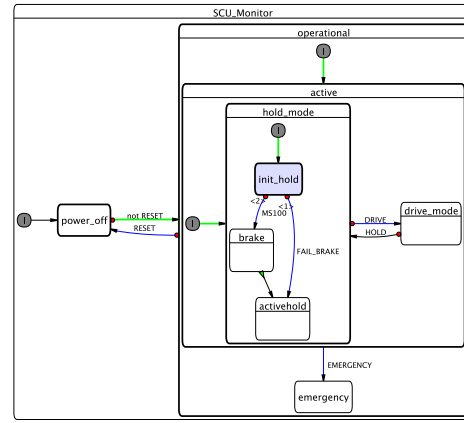 SCU_Monitor
operational
I
active
hold_mode
I
init_hold
<2>
<1>
MS100
I
power_off
not RESET
RESET
I
brake
FAIL_BRAKE
activehold
DRIVE
HOLD
drive_mode
EMERGENCY
emergency